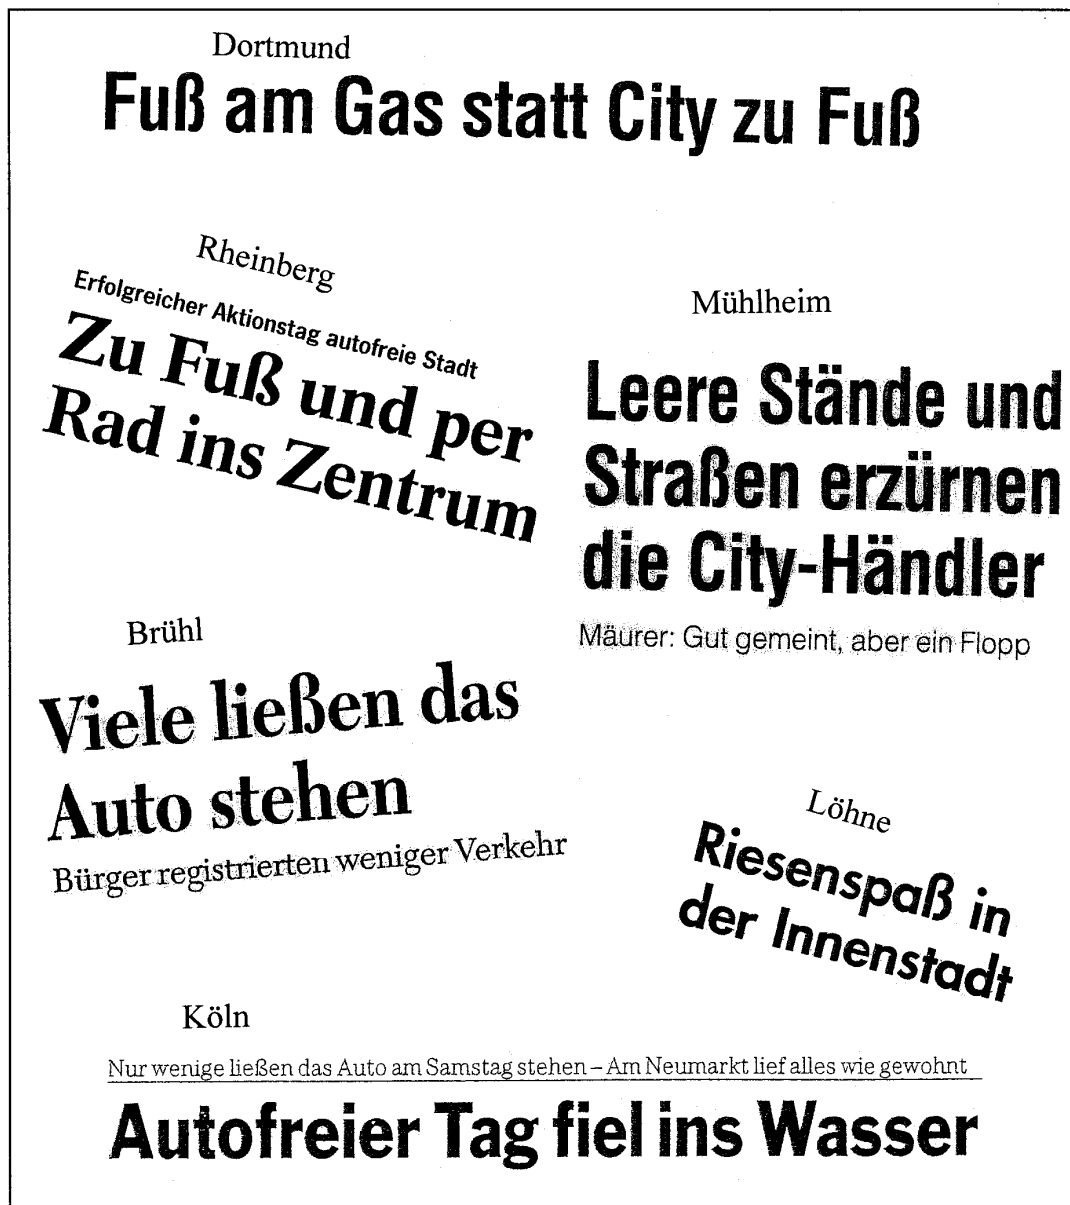 Dortmund
Fuß am Gas statt City zu Fuß
Rheinberg
Erfolgreicher Aktionstag autofreie Stadt
Zu Fuß und per
Rad ins Zentrum
Mühlheim
Leere Stände und
Straßen erzürnen
die City-Händler
Mäurer: Gut gemeint, aber ein Flopp
Brühl
Viele ließen das
Auto stehen
Bürger registrierten weniger Verkehr
Löhne
Riesenspaß in
der Innenstadt
Köln
Nur wenige ließen das Auto am Samstag stehen – Am Neumarkt lief alles wie gewohnt
Autofreier Tag fiel ins Wasser